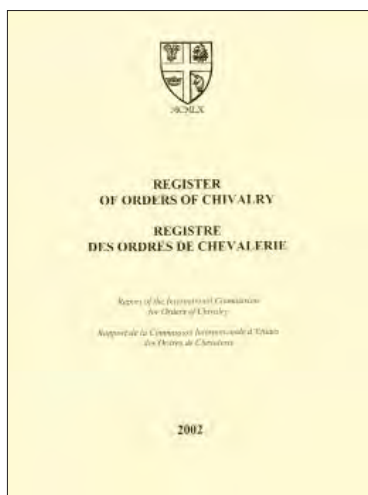 MCMLX
REGISTER
OF ORDERS OF CHIVALRY
REGISTRE
DES ORDRES DE CHEVALERIE
Report of the International Commission
for Orders of Chivalry
Rapport de la Commission Internationale d'Etudes
des Ordres de Chevalerie
2002